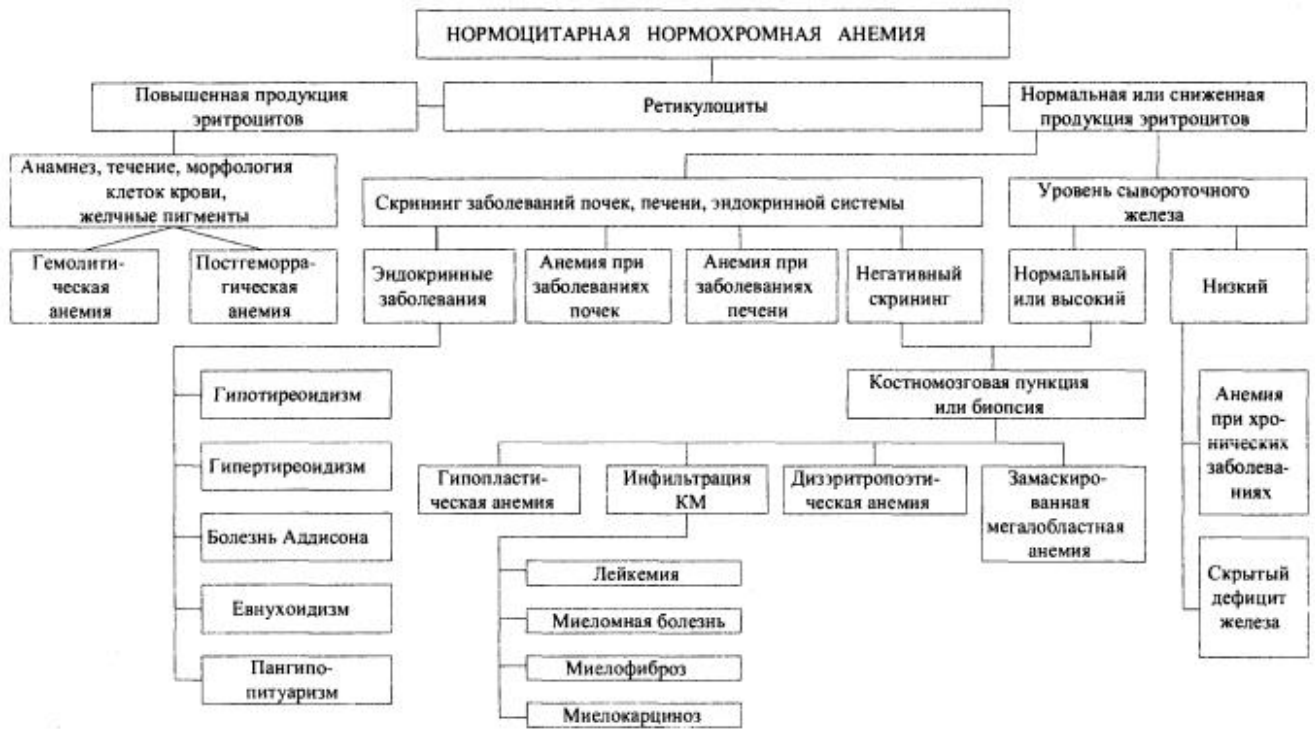 НОРМОЦИТАРНАЯ НОРМОХРОМНАЯ АНЕМИЯ
Повышенная продукция
эритроцитов
Ретикулоциты
Нормальная или сниженная
продукция эритроцитов
Анамнез, течение, морфология
клеток крови,
желчные пигменты
Скрининг заболеваний почек, печени, эндокринной системы
Уровень сывороточного
железа
Гемолити-
ческая
анемия
Постгеморра-
гическая
анемия
Эндокринные
заболевания
Анемия при
заболеваниях
почек
Анемия при
заболеваниях
печени
Негативный
скрининг
Нормальный
или высокий
Низкий
Гипотиреоидизм
Гипертиреоидизм
Болезнь Аддисона
Евнухоидизм
Пангипо-
питуаризм
Костномозговая пункция
или биопсия
Гипопласти-
ческая анемия
Инфильтрация
КМ
Дизэритропоэти-
ческая анемия
Замаскиро-
ванная
мегалобластная
анемия
Лейкемия
Миеломная болезнь
Миелофиброз
Миелокарциноз
Анемия
при хро-
нических
заболева-
ниях
Скрытый
дефицит
железа